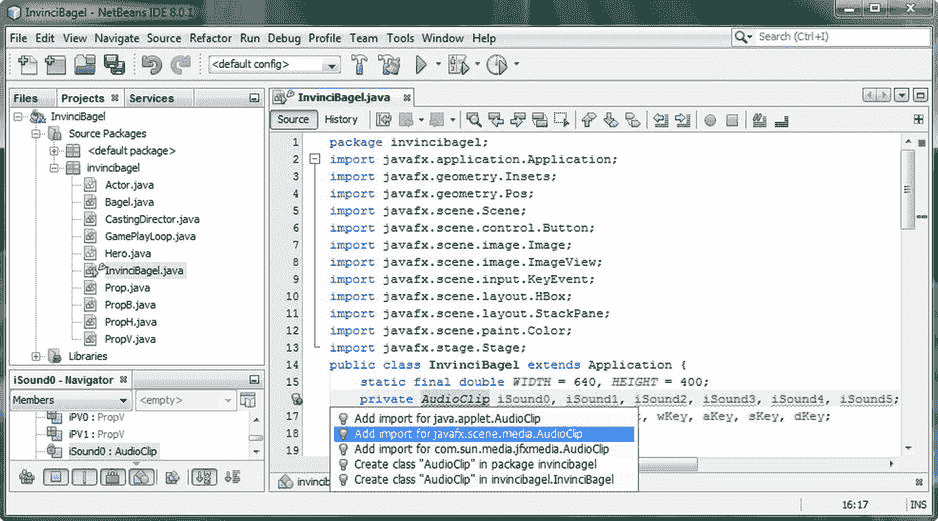 InvinciBagel - NetBeans IDE 8.0.1
File Edit View Navigate Source Refactor Run Debug Profile Team Tools Window Help
Search (Ctrl+I)
<default config>
Files Projects Services
InvinciBagel
Source Packages
<default package>
invincibagel
Actor.java
Bagel.java
CastingDirector.java
GamePlayLoop.java
Hero.java
InvinciBagel.java
Prop.java
PropB.java
PropH.java
PropV.java
Libraries
iSound0 - Navigator
Members <empty>
iPV0 : PropV
iPV1 : PropV
iSound0 : AudioClip
InvinciBagel.java
Source History
1 package invincibagel;
2 import javafx.application.Application;
3 import javafx.geometry.Insets;
4 import javafx.geometry.Pos;
5 import javafx.scene.Scene;
6 import javafx.scene.control.Button;
7 import javafx.scene.image.Image;
8 import javafx.scene.image.ImageView;
9 import javafx.scene.input.KeyEvent;
10 import javafx.scene.layout.HBox;
11 import javafx.scene.layout.StackPane;
12 import javafx.scene.paint.Color;
13 import javafx.stage.Stage;
14 public class InvinciBagel extends Application {
15 static final double WIDTH = 640, HEIGHT = 400;
private AudioClip iSound0, iSound1, iSound2, iSound3, iSound4, iSound5;
17 , wKey, aKey, sKey, dKey;
18
19
Add import for java.applet.AudioClip
Add import for javafx.scene.media.AudioClip
Add import for com.sun.media.jfxmedia.AudioClip
Create class "AudioClip" in package invincibagel
Create class "AudioClip" in invincibagel.InvinciBagel
invincib
16:17 INS